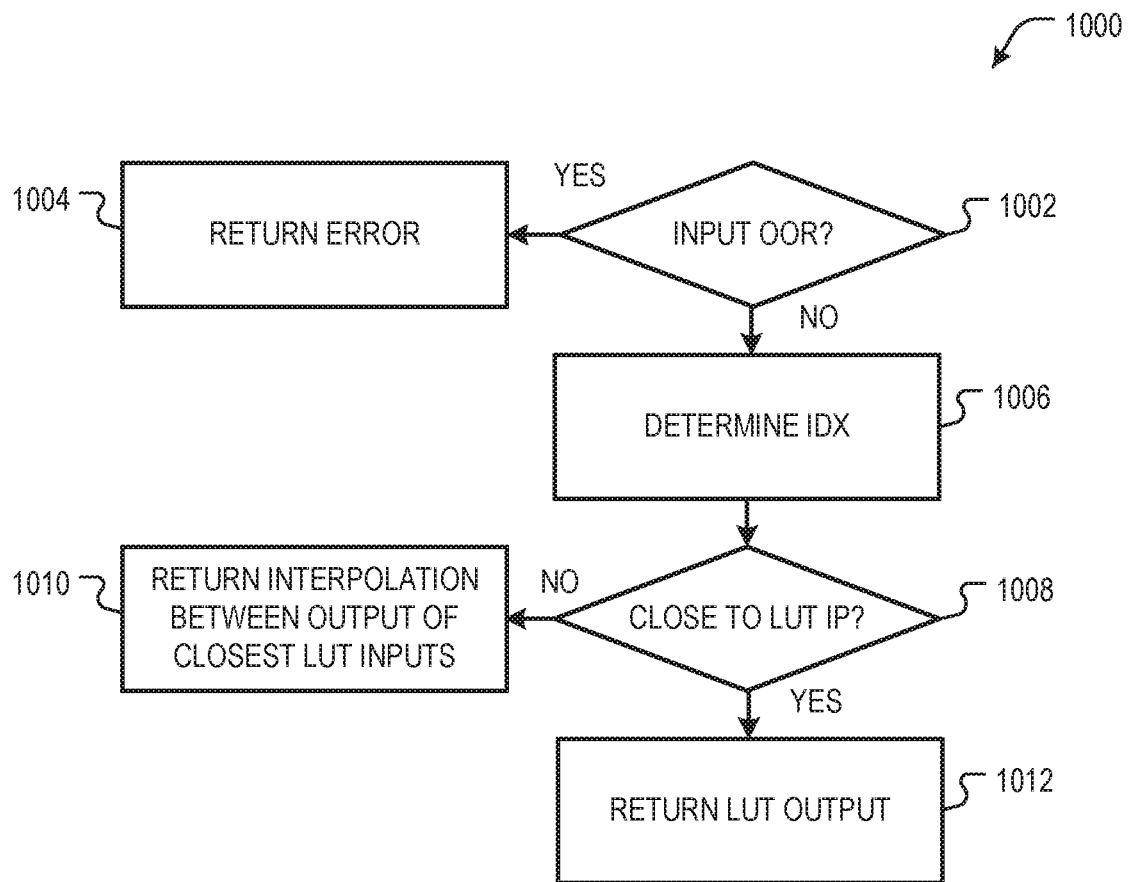 1000
YES
1004
RETURN ERROR
INPUT OOR?
1002
NO
DETERMINE IDX
1006
1010
RETURN INTERPOLATION
BETWEEN OUTPUT OF
CLOSEST LUT INPUTS
NO
CLOSE TO LUT IP?
1008
YES
RETURN LUT OUTPUT
1012